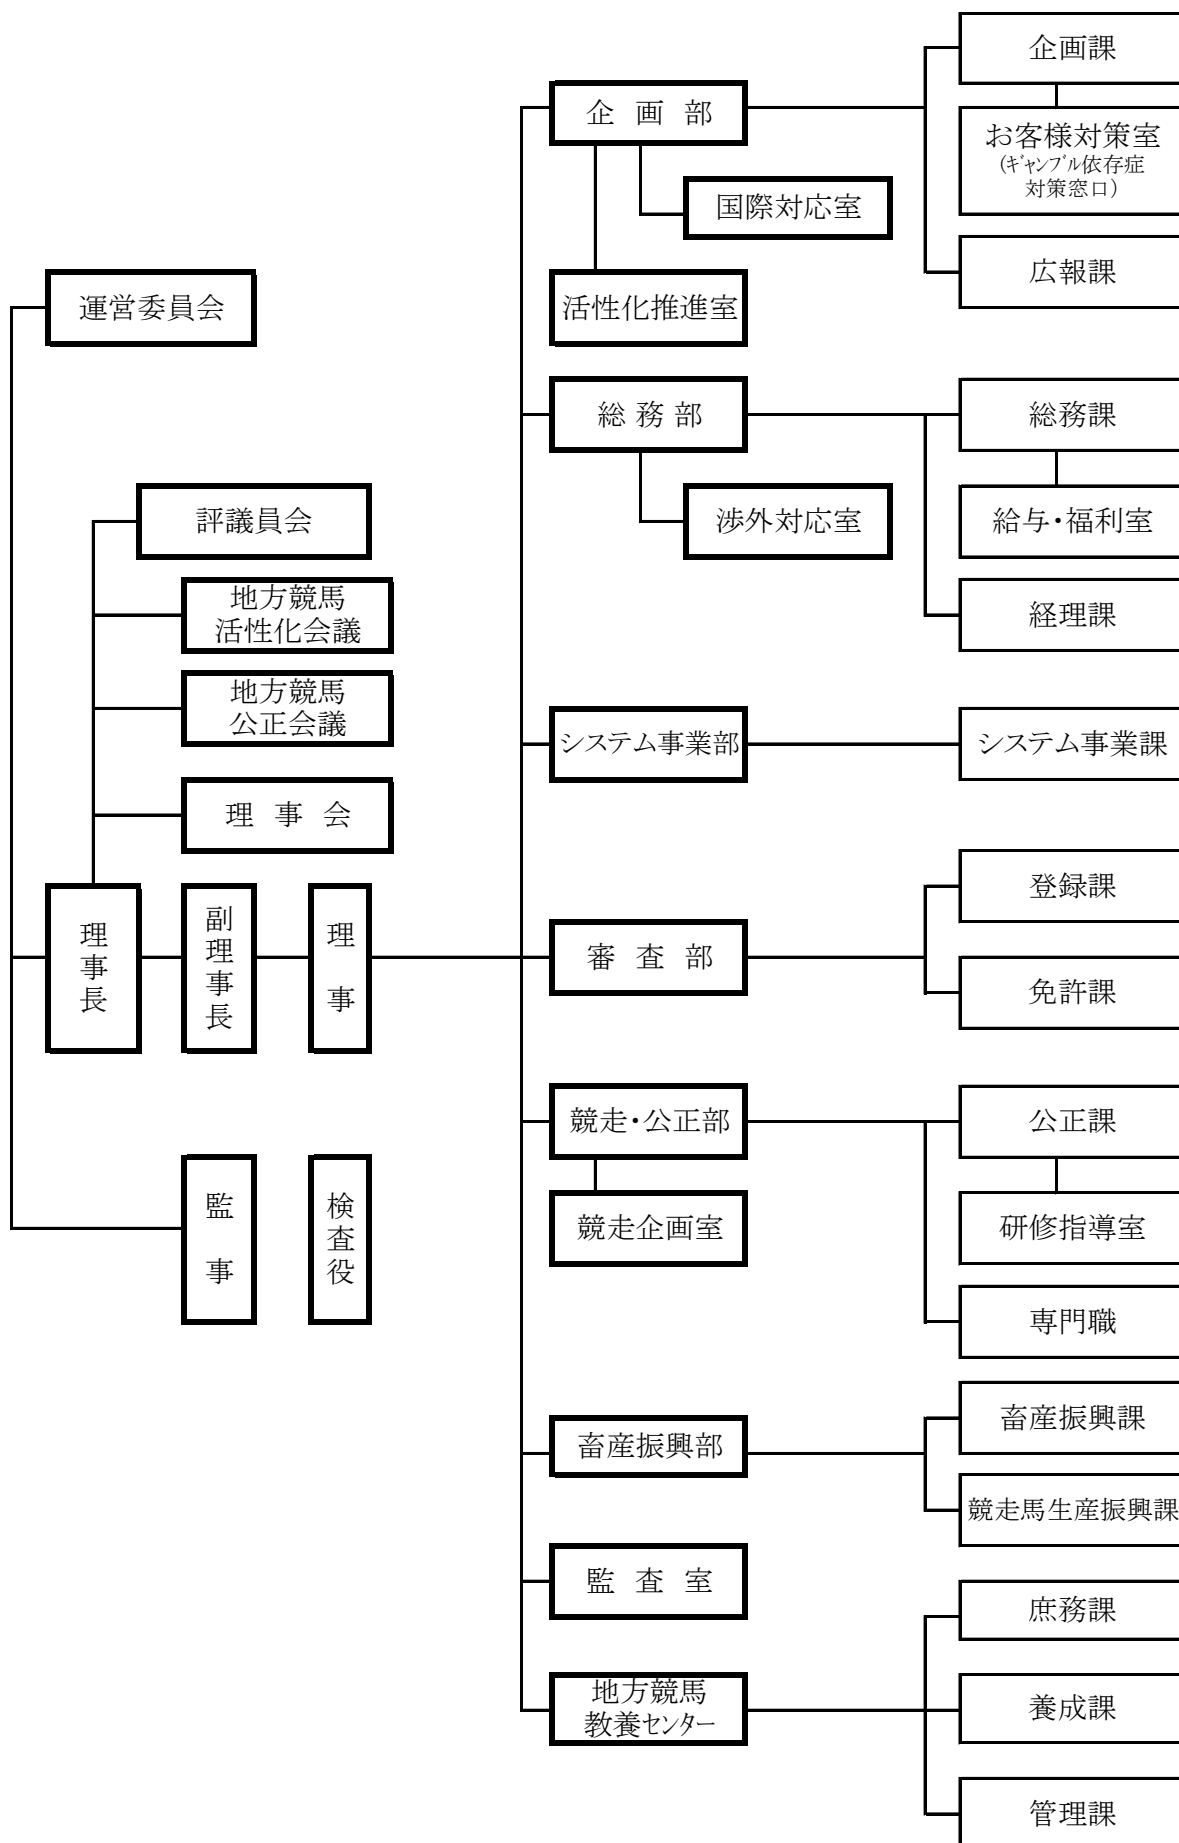 企画課
企 画 部
お客様対策室
(ギャンブル依存症
対策窓口)
国際対応室
広報課
運営委員会
活性化推進室
総 務 部
総務課
評議員会
渉外対応室
給与・福利室
地方競馬
活性化会議
経理課
地方競馬
公正会議
システム事業部
システム事業課
理 事 会
登録課
理事長
副理事長
理 事
審 査 部
免許課
競走・公正部
公正課
監 事
検査役
競走企画室
研修指導室
専門職
畜産振興部
畜産振興課
競走馬生産振興課
監 査 室
庶務課
地方競馬
教養センター
養成課
管理課